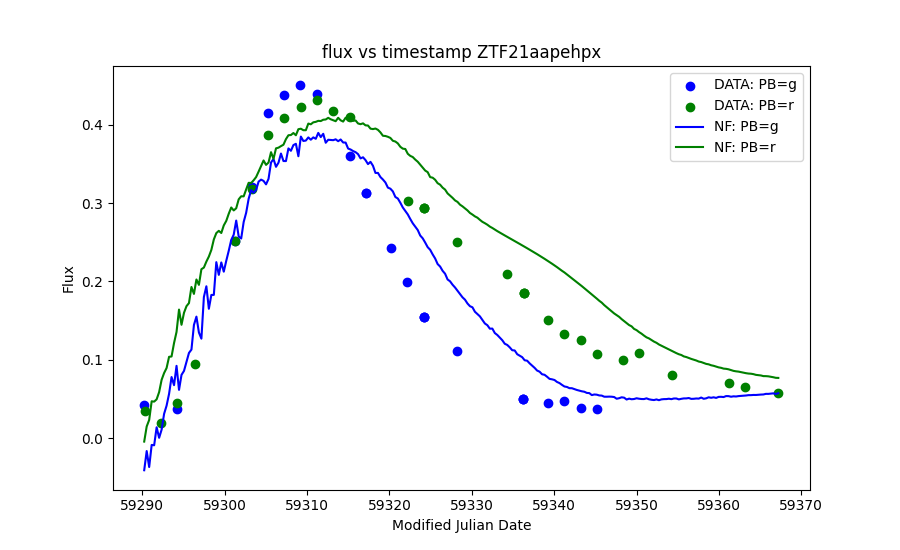 flux vs timestamp ZTF21aapehpx
DATA: PB=g
DATA: PB=r
NF: PB=g
NF: PB=r
Flux
0.4
0.3
0.2
0.1
0.0
59290 59300 59310 59320 59330 59340 59350 59360 59370
Modified Julian Date